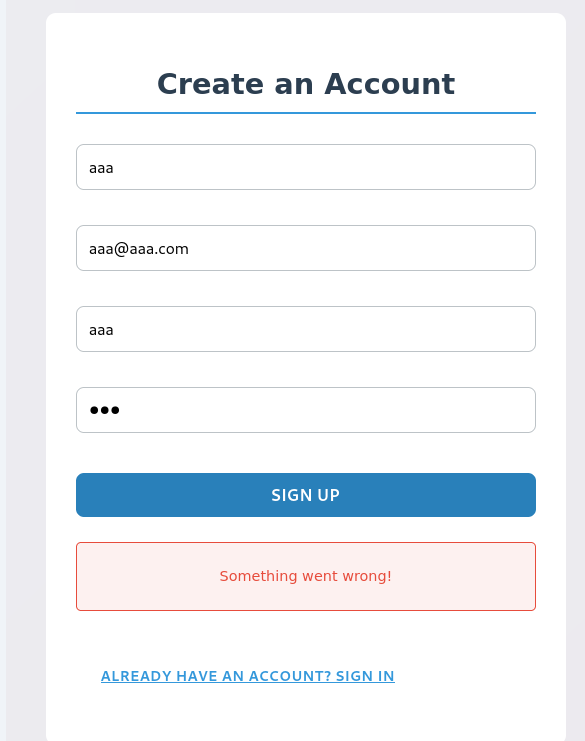 Create an Account
aaa
aaa@aaa.com
aaa
●●●
SIGN UP
Something went wrong!
ALREADY HAVE AN ACCOUNT? SIGN IN